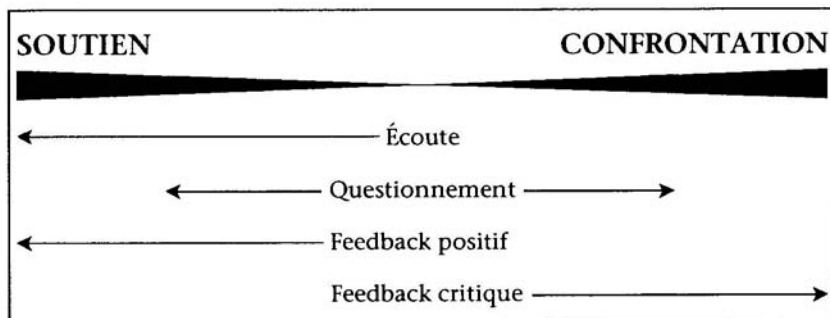 SOUTIEN CONFRONTATION
Écoute
Questionnement
Feedback positif
Feedback critique